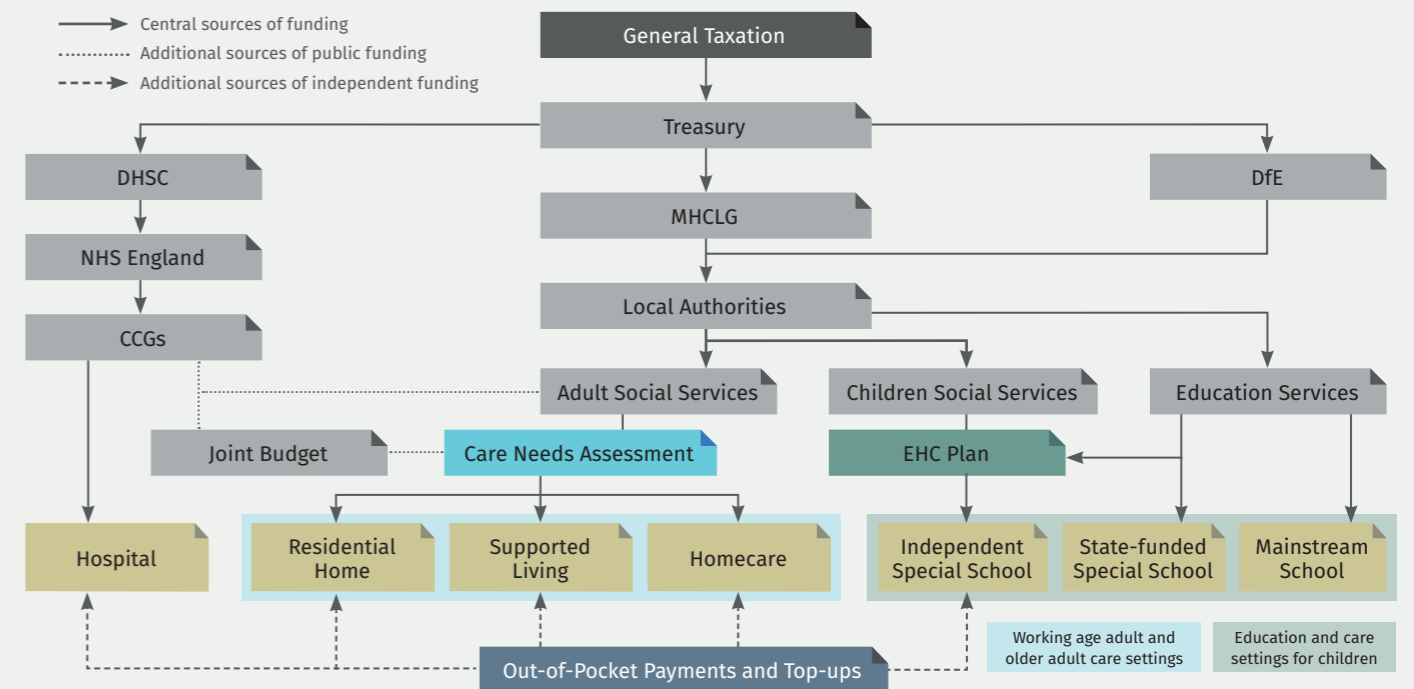 Central sources of funding
Additional sources of public funding
Additional sources of independent funding
General Taxation
Treasury
DHSC
DfE
MHCLG
NHS England
Local Authorities
CCGs
Adult Social Services
Children Social Services
Education Services
Joint Budget
Care Needs Assessment
EHC Plan
Hospital
Residential
Home
Supported
Living
Homecare
Independent
Special School
State-funded
Special School
Mainstream
School
Working age adult and
older adult care settings
Education and care
settings for children
Out-of-Pocket Payments and Top-ups